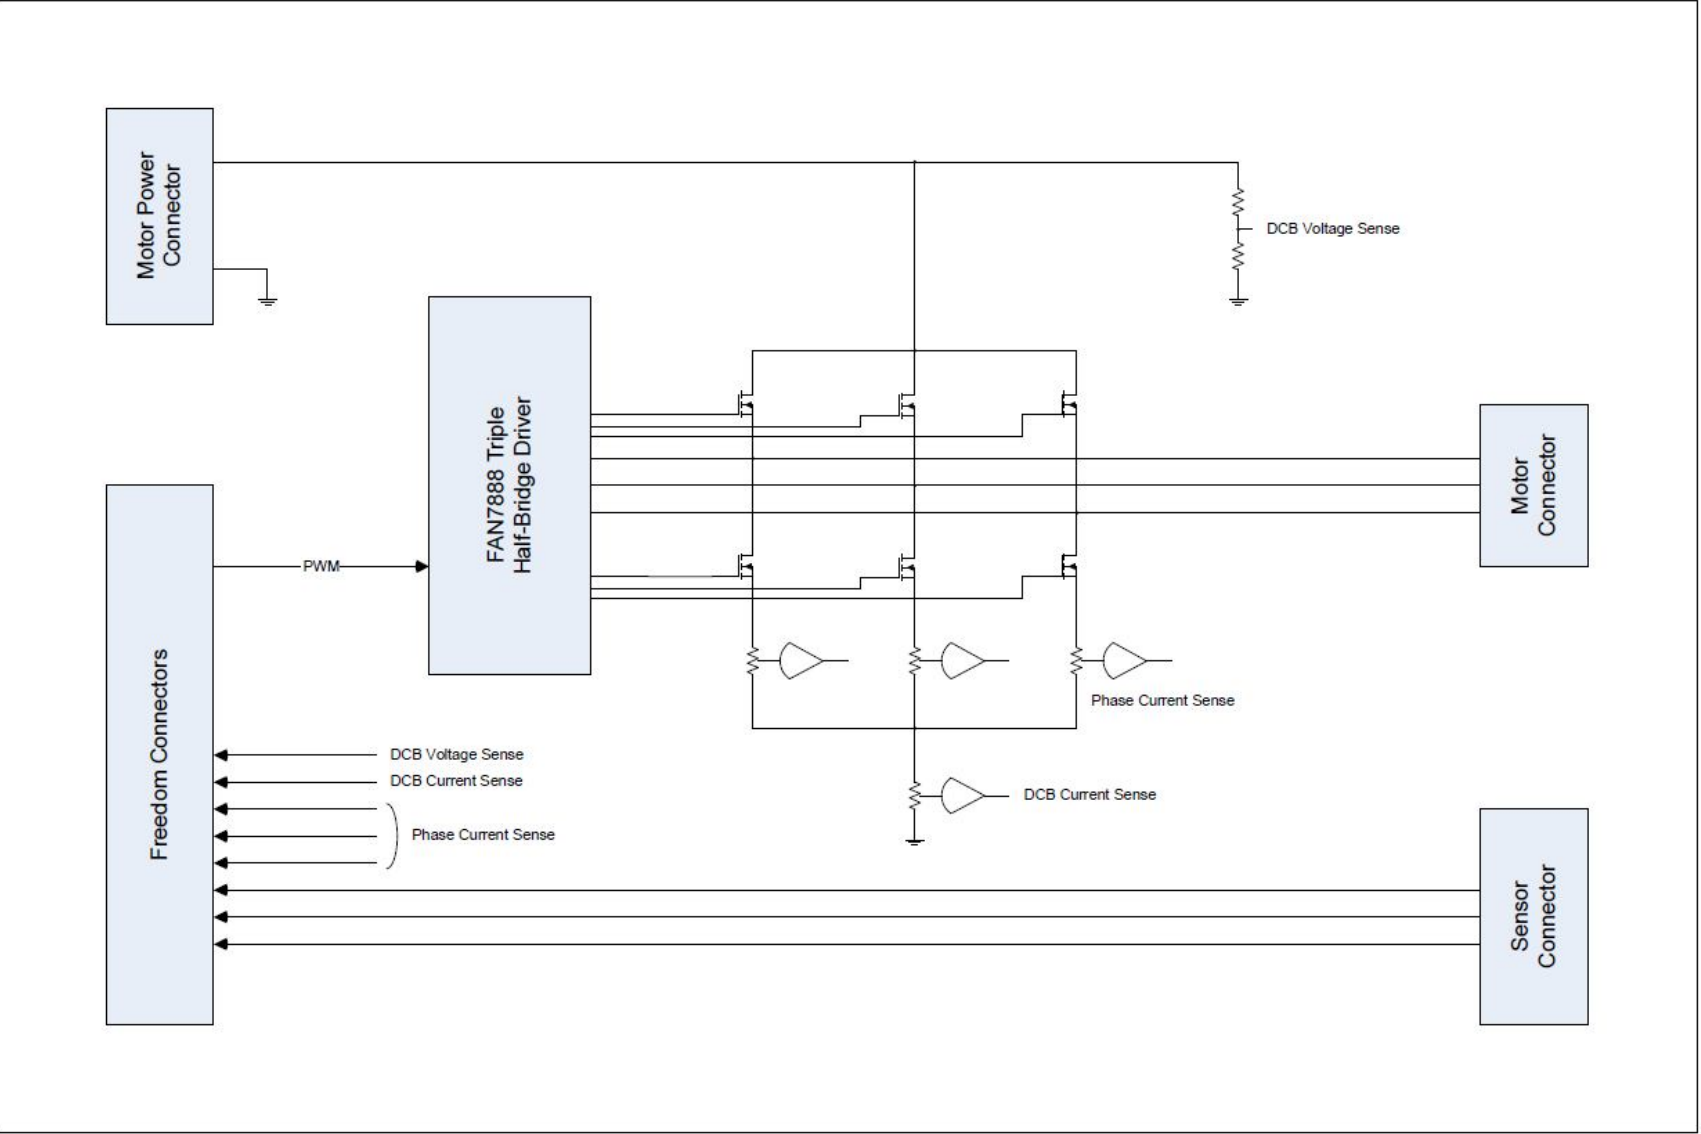 Motor Power
Connector
DCB Voltage Sense
FAN7888 Triple
Half-Bridge Driver
Motor
Connector
PWM
Freedom Connectors
Phase Current Sense
DCB Voltage Sense
DCB Current Sense
Phase Current Sense
DCB Current Sense
Sensor
Connector